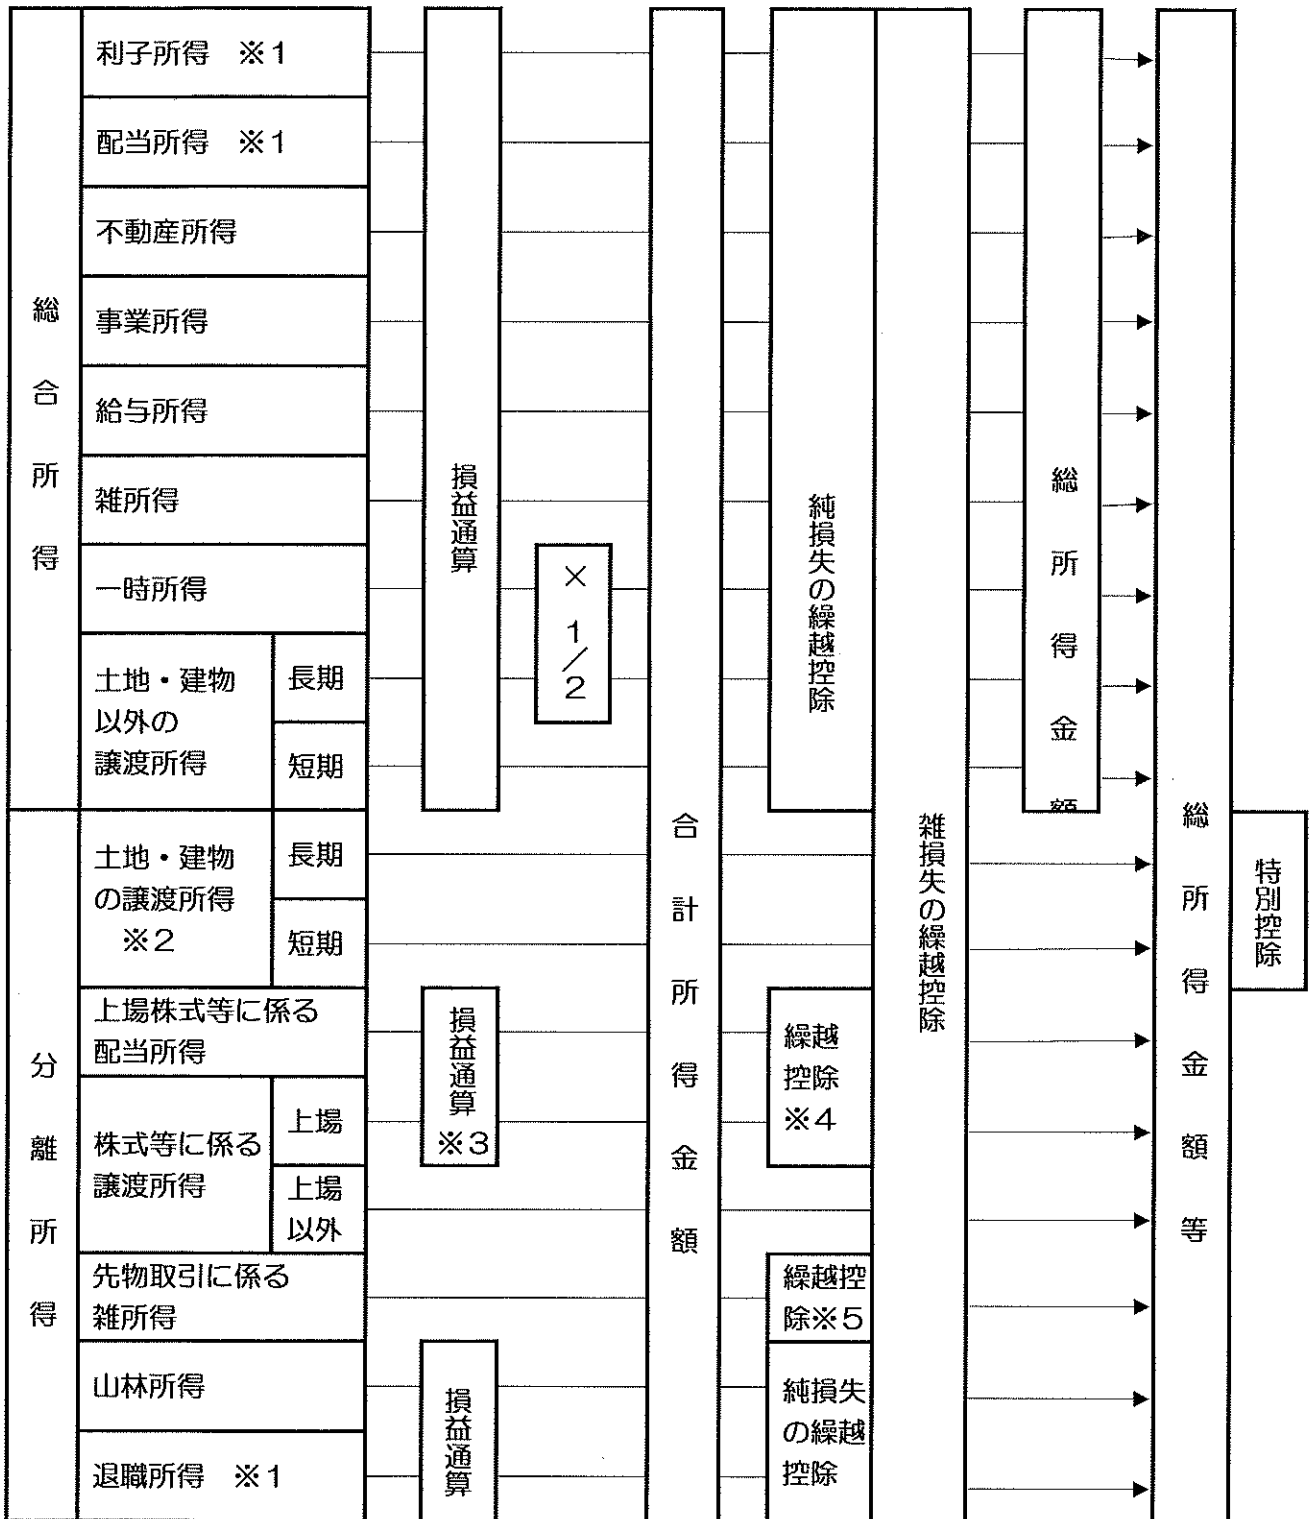 総合所得
利子所得 ※1
配当所得 ※1
不動産所得
事業所得
給与所得
雑所得
一時所得
土地・建物
以外の
譲渡所得
長期
短期
分離所得
土地・建物
の譲渡所得
※2
長期
短期
上場株式等に係る
配当所得
株式等に係る
譲渡所得
上場
上場
以外
先物取引に係る
雑所得
山林所得
退職所得 ※1
損益通算
損益通算
※3
損益通算
×
1/2
合計所得金額
純損失の繰越控除
繰越
控除
※4
繰越控
除※5
純損失
の繰越
控除
雑損失の繰越控除
総所得金額
総所得金額等
特別控除